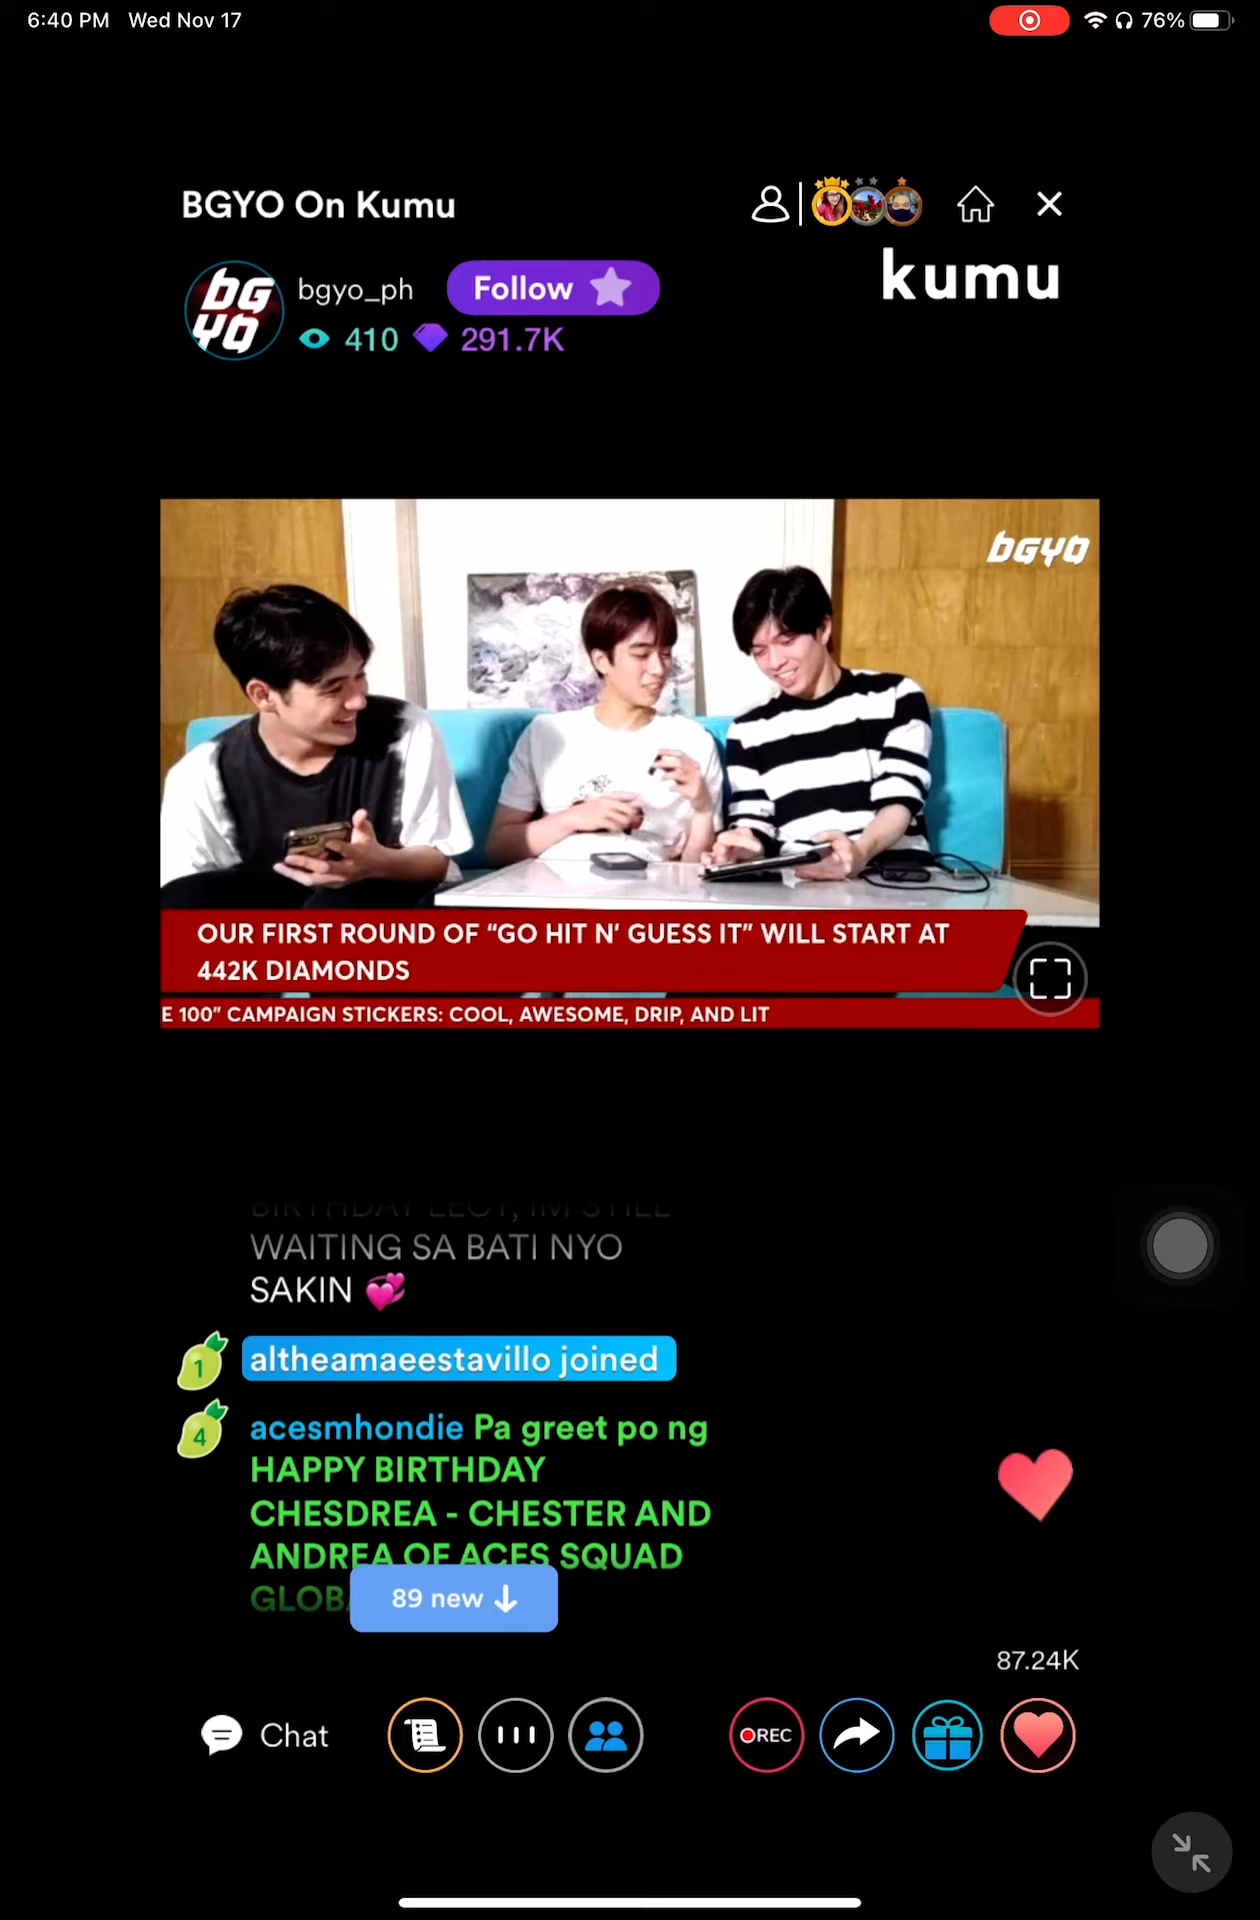 6:40 PM Wed Nov 17
76%
BGYO On Kumu
kumu
BG
YO
bgyo_ph
Follow
410
291.7K
BGYO
OUR FIRST ROUND OF “GO HIT N’ GUESS IT” WILL START AT
442K DIAMONDS
E 100” CAMPAIGN STICKERS: COOL, AWESOME, DRIP, AND LIT
WAITING SA BATI NYO
SAKIN
1
altheamaeestavillo joined
4
acesmhondie Pa greet po ng
HAPPY BIRTHDAY
CHESDREA - CHESTER AND
ANDREA OF ACES SQUAD
89 new
87.24K
Chat
REC